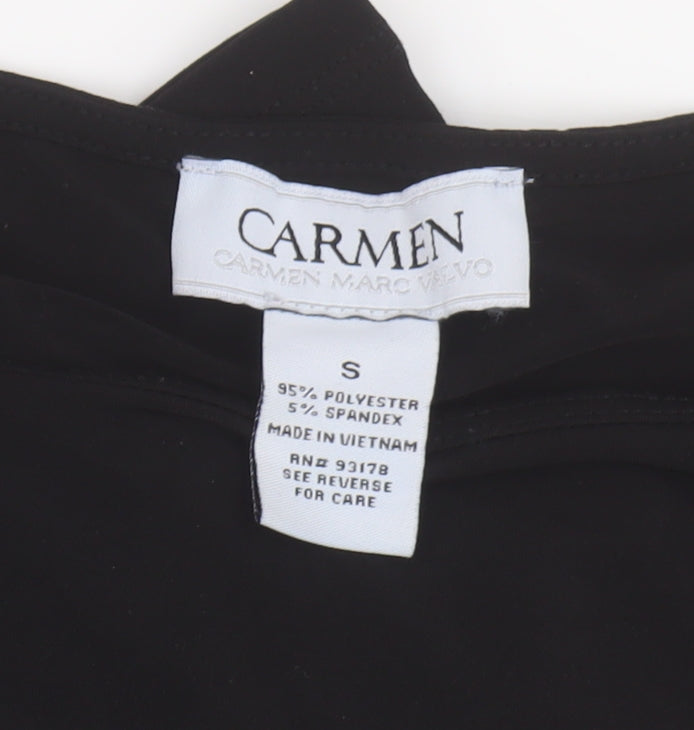 CARMEN
CARMEN MARC VALVO
S
95% POLYESTER
5% SPANDEX
MADE IN VIETNAM
RN# 93178
SEE REVERSE
FOR CARE